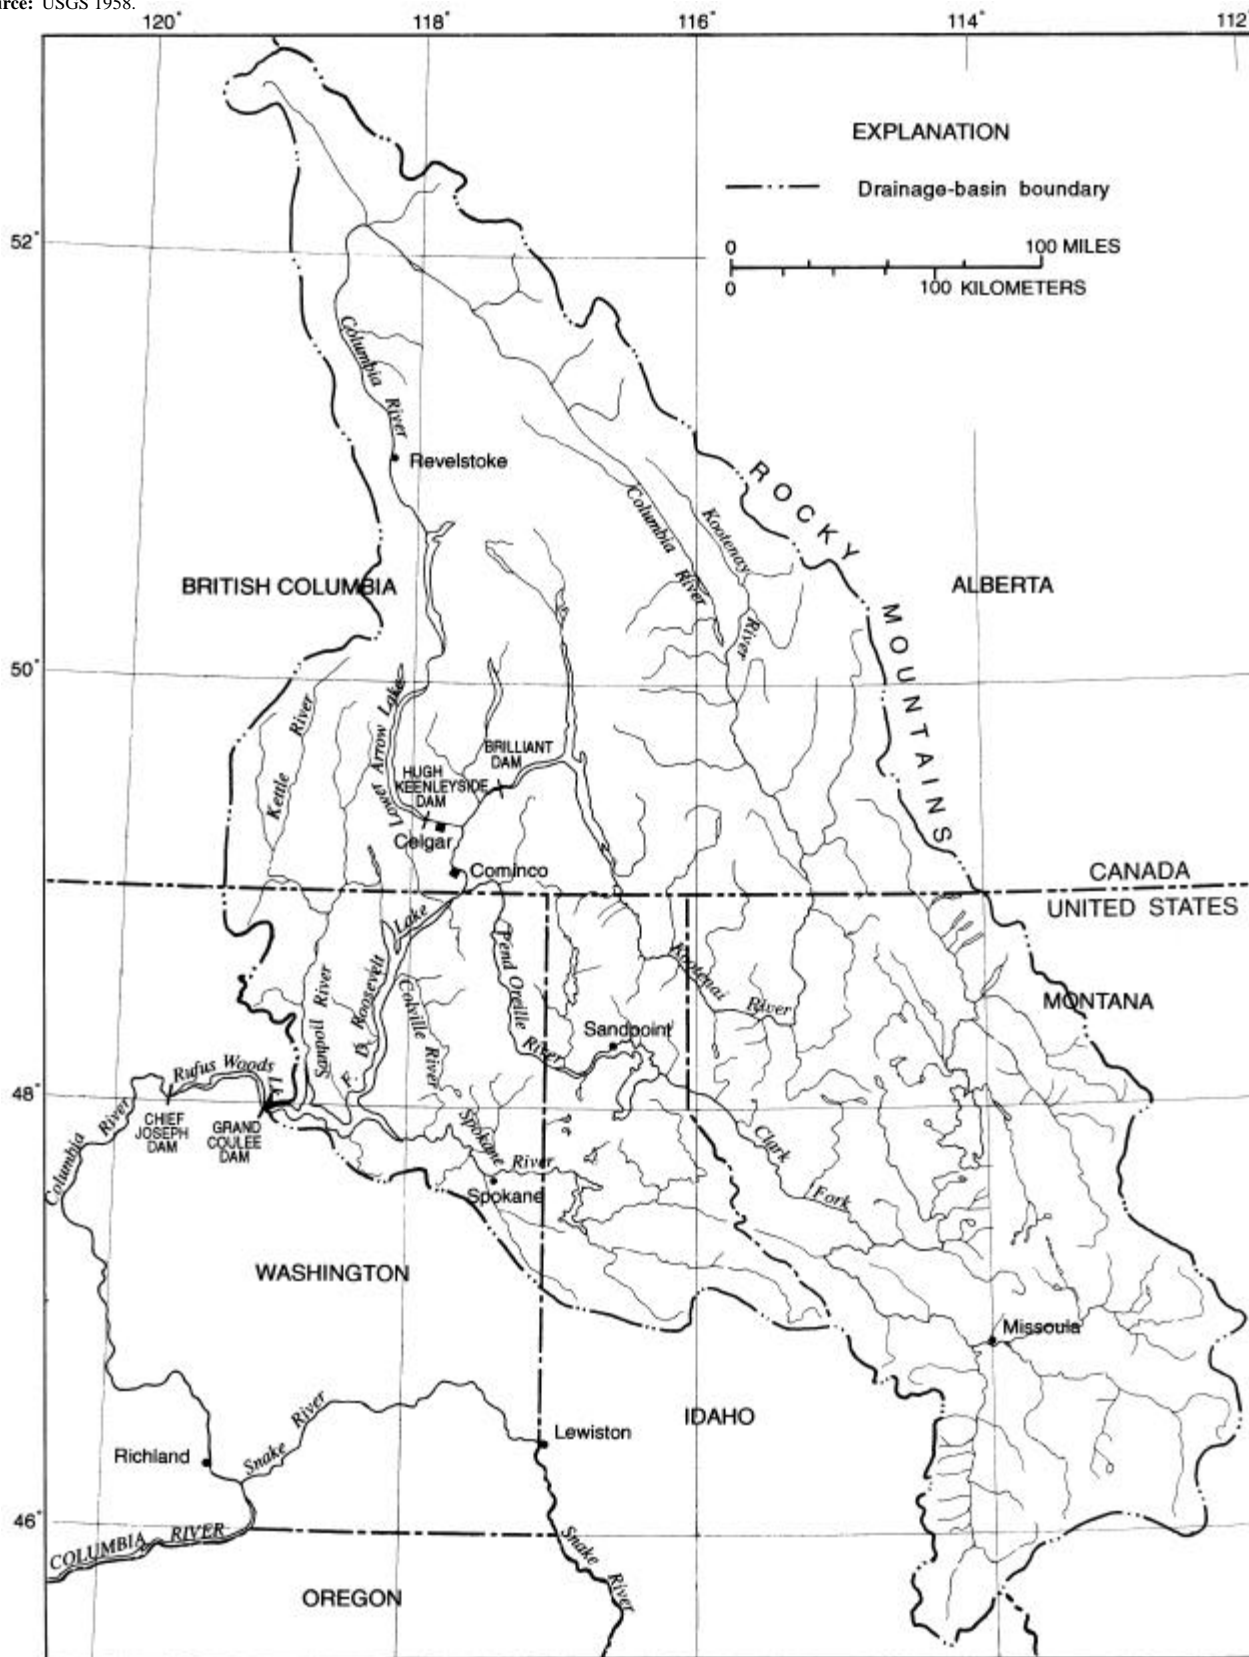 urce: USGS 1958.
120° 118° 116° 114° 112°
EXPLANATION
Drainage-basin boundary
52°
0 100 MILES
0 100 KILOMETERS
Columbia River
Revelstoke
ROCKY MOUNTAINS
Columbia River
Kootenay River
BRITISH COLUMBIA
ALBERTA
50°
Kettle River
Lower Arrow Lake
BRILLIANT
DAM
HUGH
KEENLEYSIDE
DAM
Celgar
Cominco
CANADA
UNITED STATES
F. D. Roosevelt Lake
Sanpoil River
Colville River
Pend Oreille River
Kootenai River
MONTANA
Sandpoint
Rufus Woods
48°
Columbia River
CHIEF
JOSEPH
DAM
GRAND
COULEE
DAM
Spokane River
Spokane
Clark Fork
WASHINGTON
Missoula
IDAHO
Lewiston
Richland
Snake River
46°
COLUMBIA RIVER
Snake River
OREGON